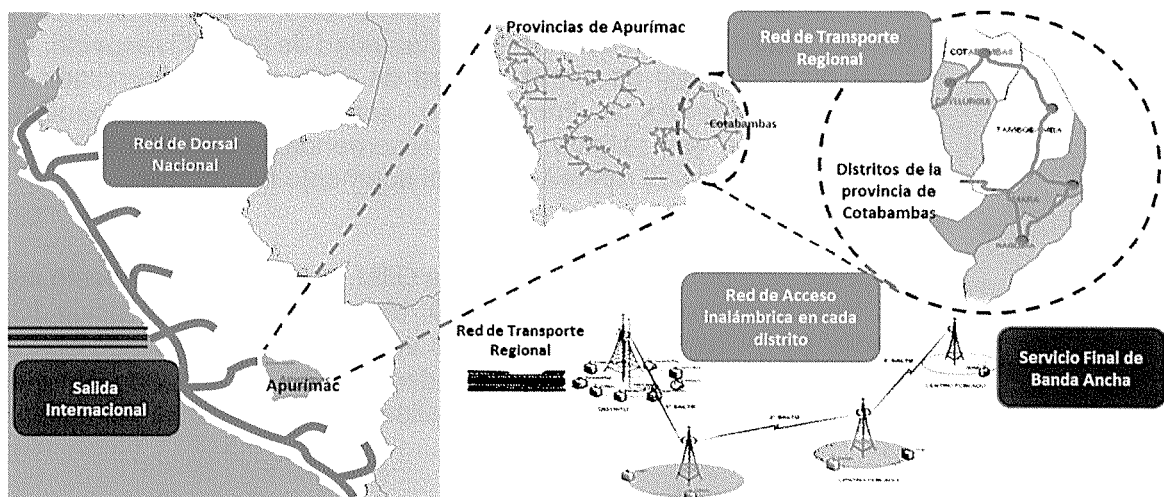 Provincias de Apurímac
Red de Transporte
Regional
Red de Dorsal
Nacional
Cotabambas
Distritos de la
provincia de
Cotabambas
Red de Acceso
inalámbrica en cada
distrito
Red de Transporte
Regional
Servicio Final de
Banda Ancha
Apurímac
Salida
Internacional